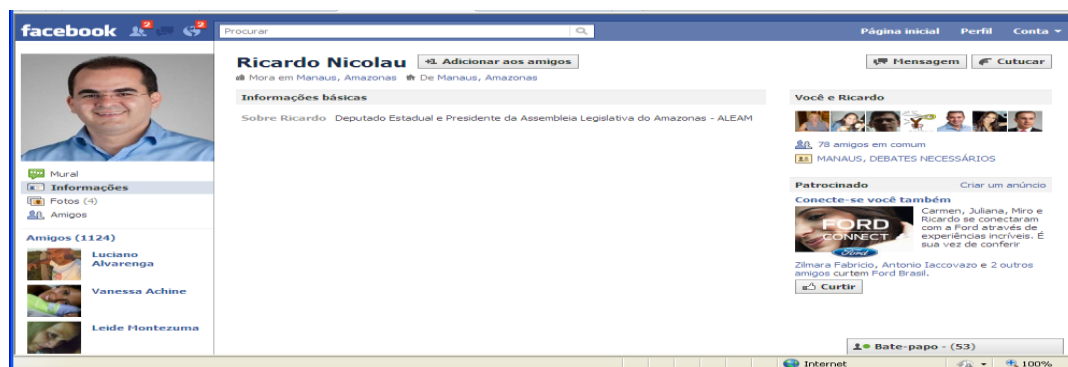 facebook 2 2 Procurar Página inicial Perfil Conta
Ricardo Nicolau Adicionar aos amigos Mensagem Cutucar
Mora em Manaus, Amazonas De Manaus, Amazonas
Informações básicas
Sobre Ricardo Deputado Estadual e Presidente da Assembleia Legislativa do Amazonas - ALEAM
Mural
Informações
Fotos (4)
Amigos
Amigos (1124)
Luciano
Alvarenga
Vanessa Achine
Leide Montezuma
Você e Ricardo
78 amigos em comum
MANAUS, DEBATES NECESSÁRIOS
Patrocinado Criar um anúncio
Conecte-se você também
FORD
CONNECT
Ford
Carmen, Juliana, Miro e
Ricardo se conectaram
com a Ford através de
experiências incríveis. É
sua vez de conferir
Zilmara Fabricio, Antonio Iaccovazo e 2 outros
amigos curtem Ford Brasil.
Curtir
Bate-papo - (53)
Internet 100%